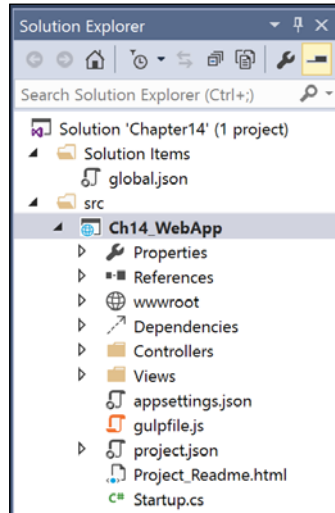 Solution Explorer
Search Solution Explorer (Ctrl+;)
Solution 'Chapter14' (1 project)
Solution Items
global.json
src
Ch14_WebApp
Properties
References
wwwroot
Dependencies
Controllers
Views
appsettings.json
gulpfile.js
project.json
Project_Readme.html
C# Startup.cs